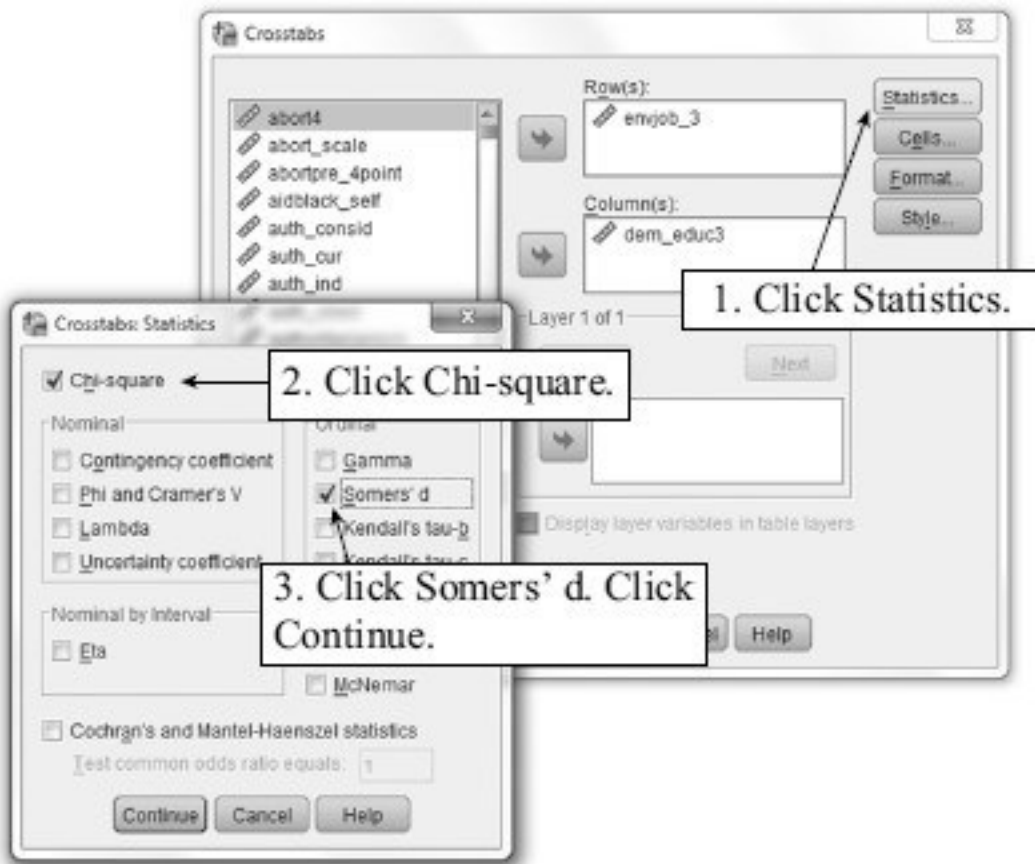 Crosstabs
Row(s):
abort4
abort_scale
abortpre_4point
aidblack_self
auth_consid
auth_cur
auth_ind
envjob_3
Statistics...
Cells...
Format...
Style...
Column(s):
dem_educ3
1. Click Statistics.
Layer 1 of 1
Next
Display layer variables in table layers
Help
Crosstabs: Statistics
Chi-square
2. Click Chi-square.
Nominal
Ordinal
Contingency coefficient
Gamma
Phi and Cramer's V
Somers' d
Lambda
Kendall's tau-b
Uncertainty coefficient
3. Click Somers’ d. Click
Continue.
Nominal by Interval
Eta
McNemar
Cochran's and Mantel-Haenszel statistics
Test common odds ratio equals: 1
Continue
Cancel
Help